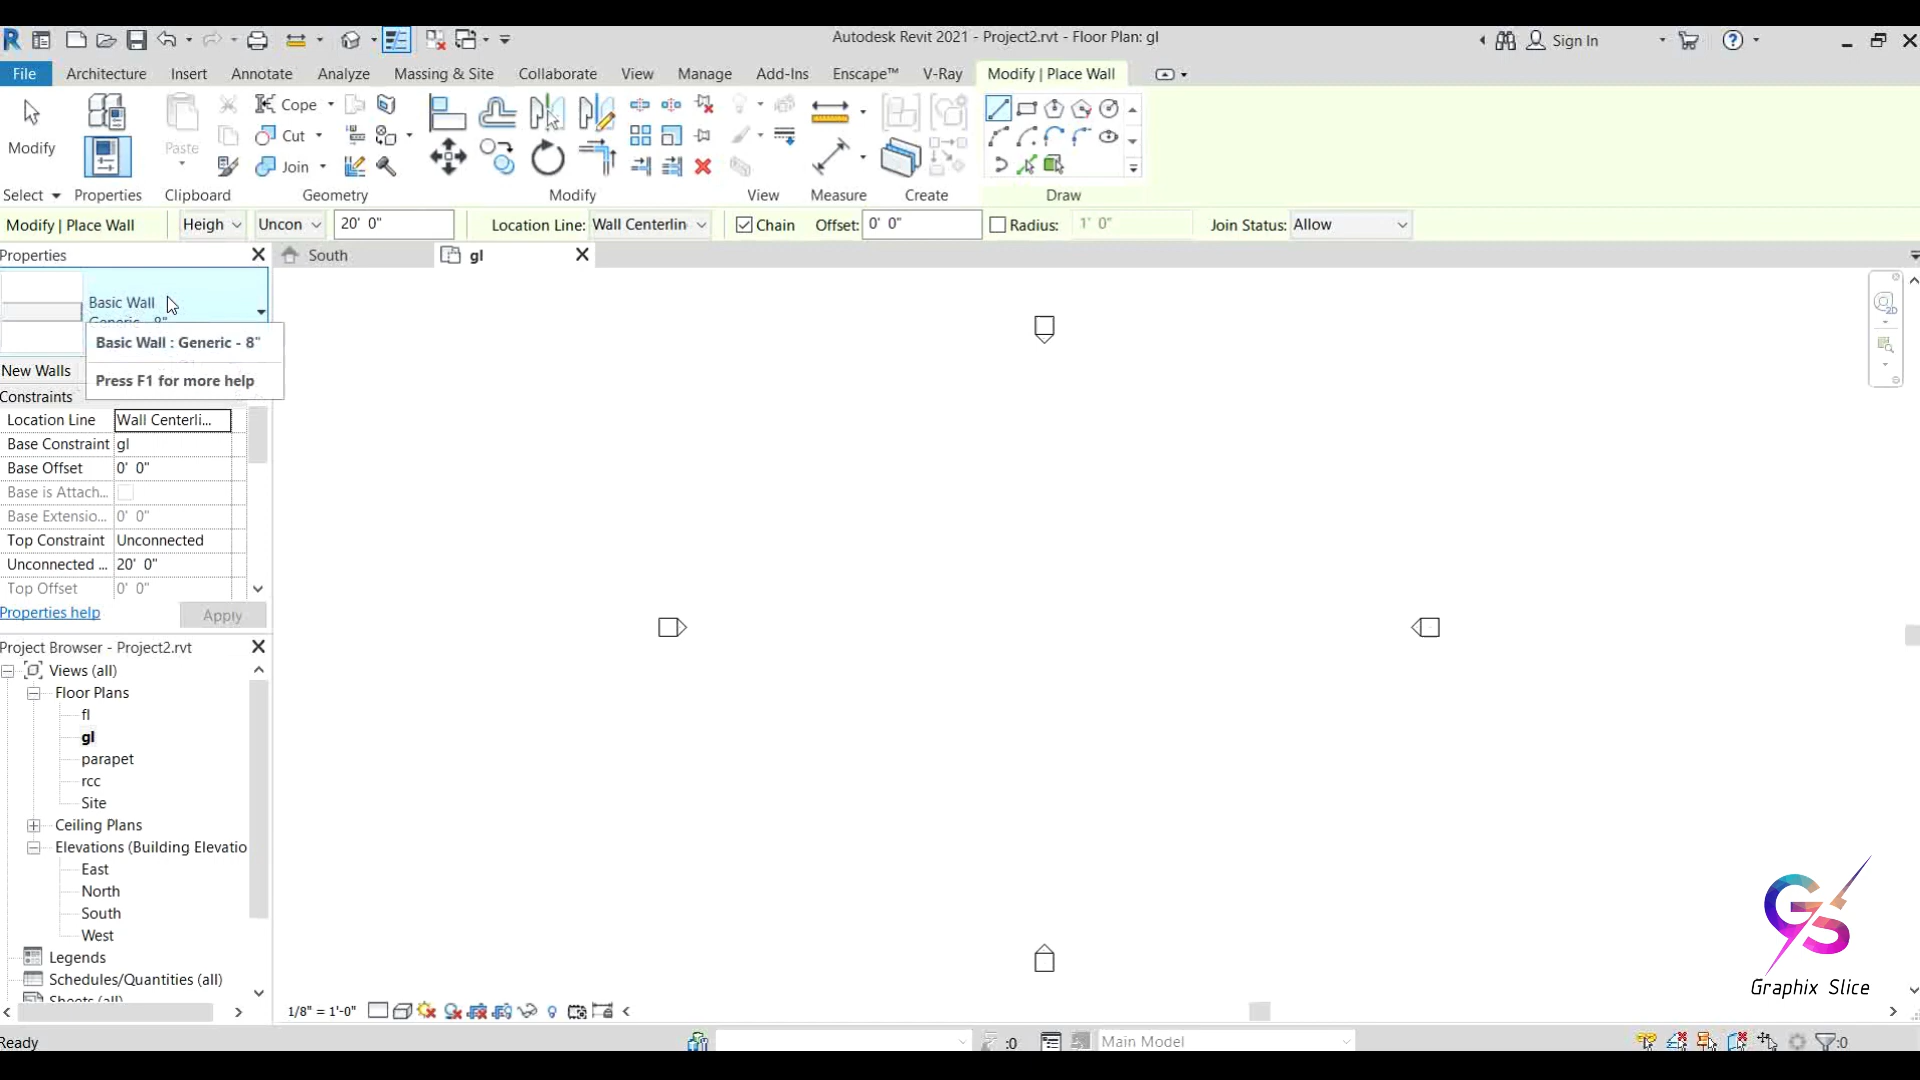 Autodesk Revit 2021 - Project2.rvt - Floor Plan: gl
Sign In
File Architecture Insert Annotate Analyze Massing & Site Collaborate View Manage Add-Ins Enscape™ V-Ray Modify | Place Wall
Modify Paste Cope Cut Join
Select Properties Clipboard Geometry Modify View Measure Create Draw
Modify | Place Wall Heigh Uncon 20' 0" Location Line: Wall Centerlin Chain Offset: 0' 0" Radius: 1' 0" Join Status: Allow
Properties
South
gl
Basic Wall
Generic - 8"
Basic Wall : Generic - 8"
Press F1 for more help
New Walls
Constraints
Location Line Wall Centerli...
Base Constraint gl
Base Offset 0' 0"
Base is Attach...
Base Extensio... 0' 0"
Top Constraint Unconnected
Unconnected ... 20' 0"
Top Offset 0' 0"
Properties help Apply
Project Browser - Project2.rvt
Views (all)
Floor Plans
fl
gl
parapet
rcc
Site
Ceiling Plans
Elevations (Building Elevatio
East
North
South
West
Legends
Schedules/Quantities (all)
Sheets (all)
1/8" = 1'-0"
Ready
:0
Main Model
:0
2D
GS
Graphix Slice